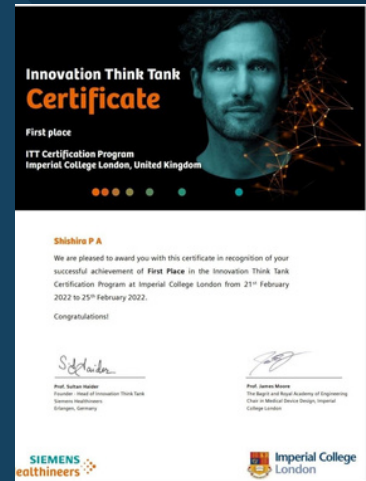 Innovation Think Tank
Certificate
First place
ITT Certification Program
Imperial College London, United Kingdom
Shishira P A
We are pleased to award you with this certificate in recognition of your
successful achievement of First Place in the Innovation Think Tank
Certification Program at Imperial College London from 21st February
2022 to 25th February 2022.
Congratulations!
Prof. Sultan Haider
Founder - Head of Innovation Think Tank
Siemens Healthineers
Erlangen, Germany
Prof. James Moore
The Bagrit and Royal Academy of Engineering
Chair in Medical Device Design, Imperial
College London
SIEMENS
ealthineers
Imperial College
London